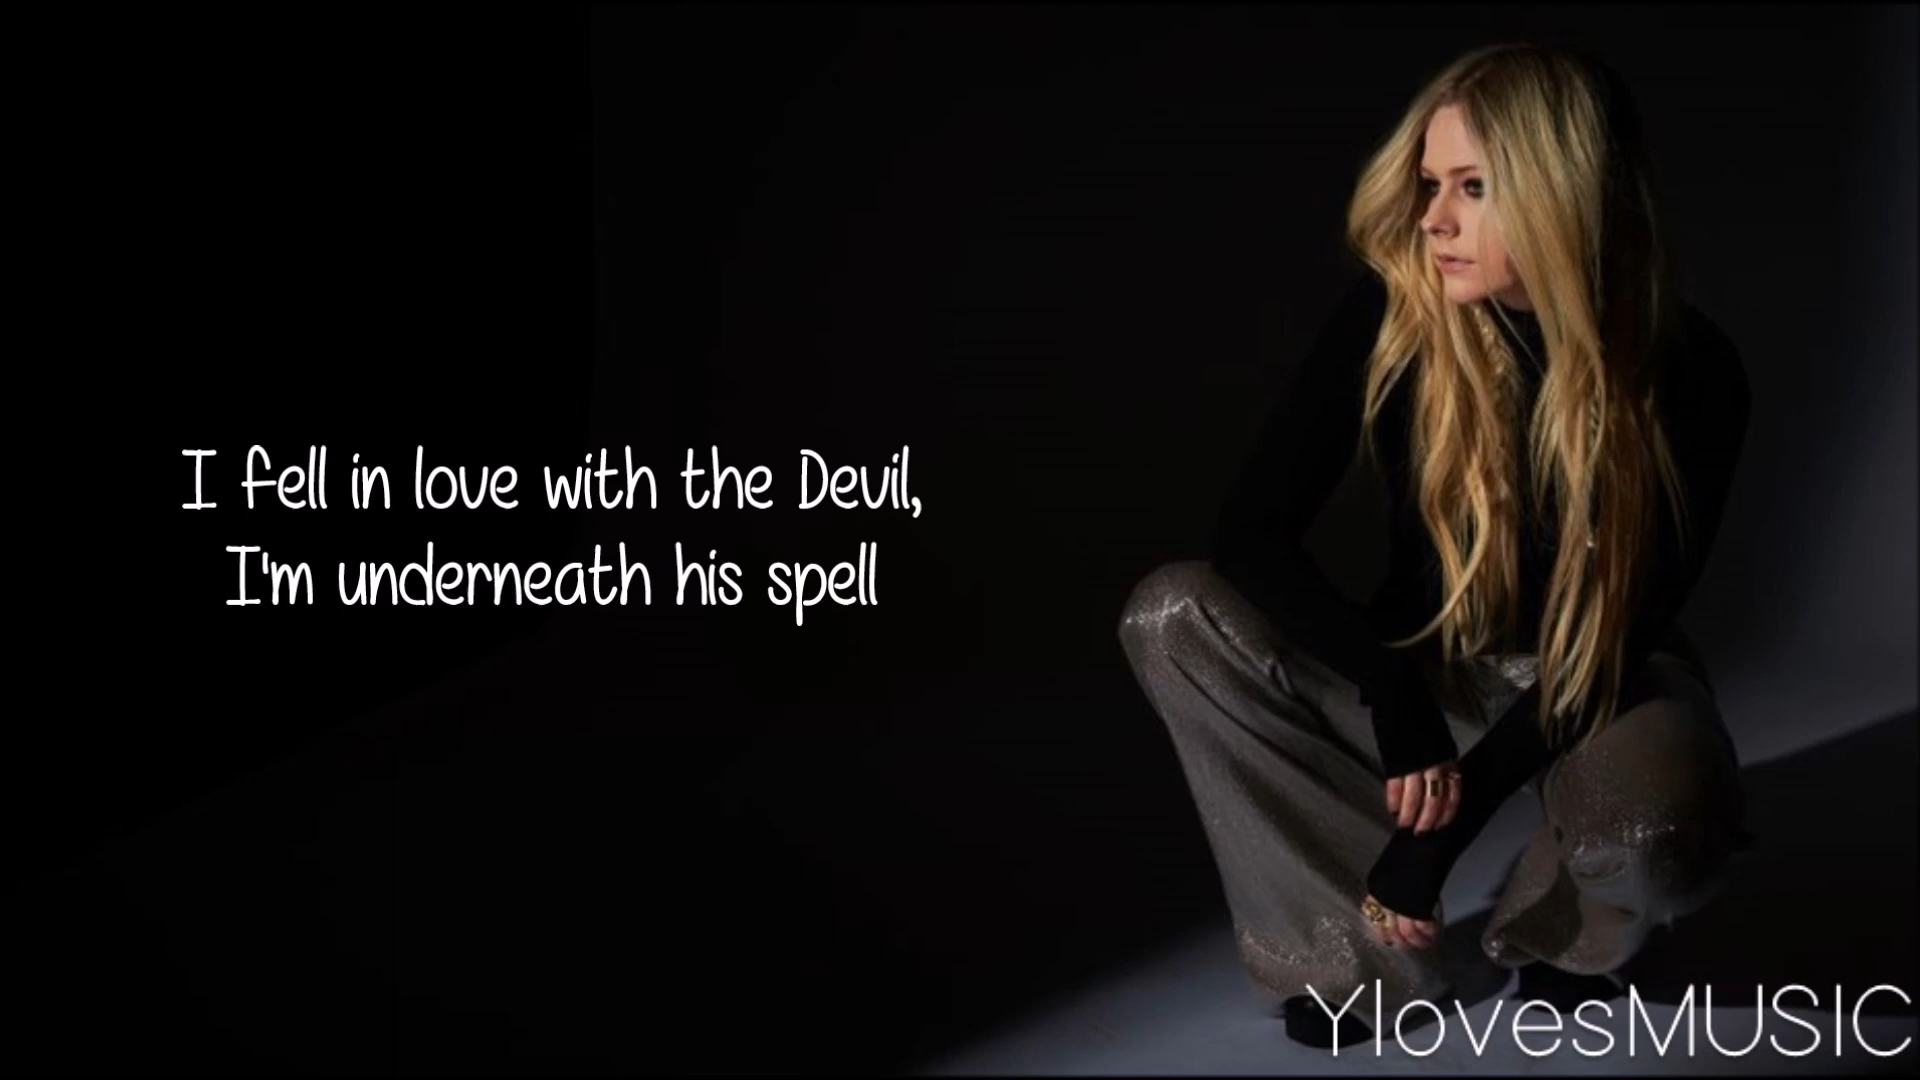 I fell in love with the Devil,
I'm underneath his spell
YlovesMUSIC